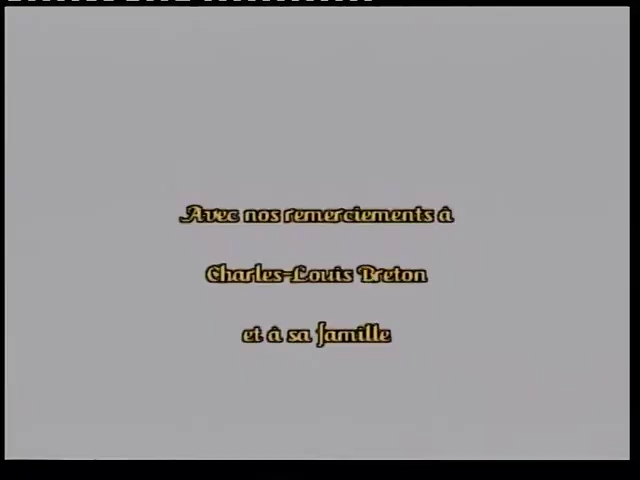 Avec nos remerciements à
Charles-Louis Breton
et à sa famille